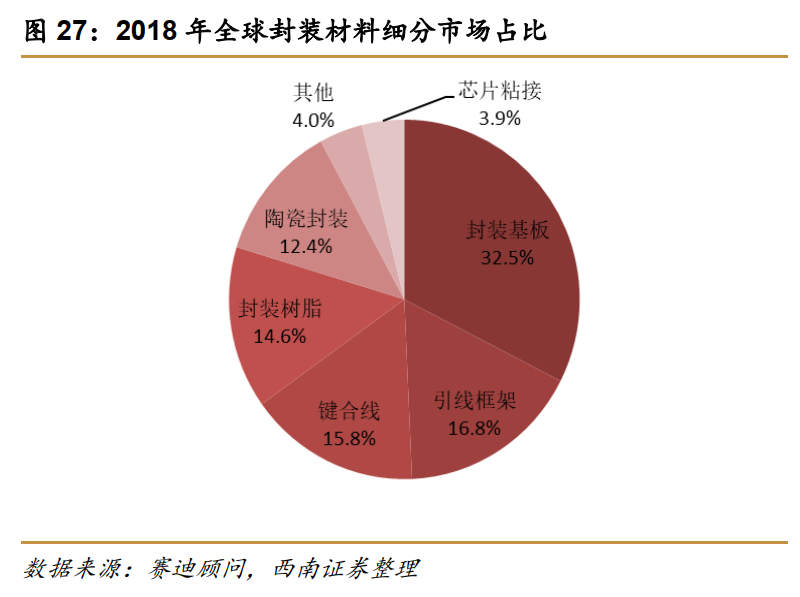 图 27：2018 年全球封装材料细分市场占比
芯片粘接
3.9%
封装基板
32.5%
引线框架
16.8%
键合线
15.8%
封装树脂
14.6%
陶瓷封装
12.4%
其他
4.0%
数据来源：赛迪顾问，西南证券整理